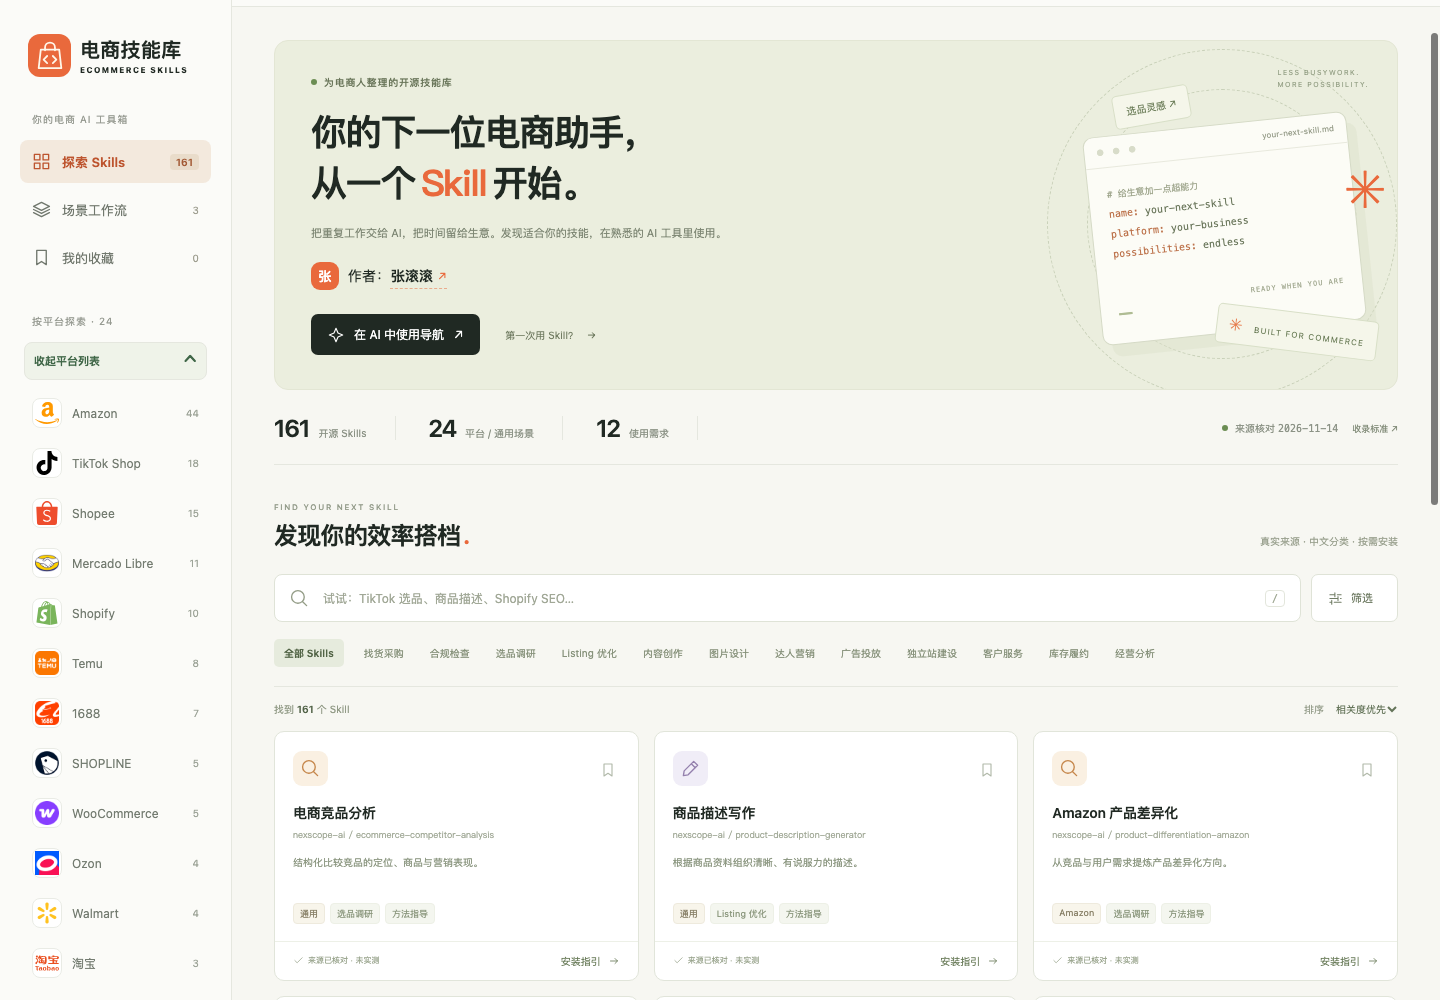 电商技能库
ECOMMERCE SKILLS
你的电商 AI 工具箱
探索 Skills 161
场景工作流 3
我的收藏 0
按平台探索 · 24
收起平台列表
Amazon 44
TikTok Shop 18
Shopee 15
Mercado Libre 11
Shopify 10
TEMU
Temu 8
1688
1688 7
SHOPLINE 5
WooCommerce 5
Ozon 4
Walmart 4
淘宝
Taobao
淘宝 3
为电商人整理的开源技能库
你的下一位电商助手，
从一个 Skill 开始。
把重复工作交给 AI，把时间留给生意。发现适合你的技能，在熟悉的 AI 工具里使用。
张 作者： 张滚滚 ↗
在 AI 中使用导航 ↗
第一次用 Skill? →
LESS BUSYWORK.
MORE POSSIBILITY.
选品灵感 ↗
your-next-skill.md
# 给生意加一点超能力
name: your-next-skill
platform: your-business
possibilities: endless
READY WHEN YOU ARE
BUILT FOR COMMERCE
161 开源 Skills
24 平台 / 通用场景
12 使用需求
来源核对 2026-11-14 收录标准 ↗
FIND YOUR NEXT SKILL
发现你的效率搭档.
真实来源 · 中文分类 · 按需安装
试试：TikTok 选品、商品描述、Shopify SEO... /
筛选
全部 Skills 找货采购 合规检查 选品调研 Listing 优化 内容创作 图片设计 达人营销 广告投放 独立站建设 客户服务 库存履约 经营分析
找到 161 个 Skill
排序 相关度优先
电商竞品分析
nexscope-ai / ecommerce-competitor-analysis
结构化比较竞品的定位、商品与营销表现。
通用 选品调研 方法指导
来源已核对 · 未实测 安装指引 →
商品描述写作
nexscope-ai / product-description-generator
根据商品资料组织清晰、有说服力的描述。
通用 Listing 优化 方法指导
来源已核对 · 未实测 安装指引 →
Amazon 产品差异化
nexscope-ai / product-differentiation-amazon
从竞品与用户需求提炼产品差异化方向。
Amazon 选品调研 方法指导
来源已核对 · 未实测 安装指引 →